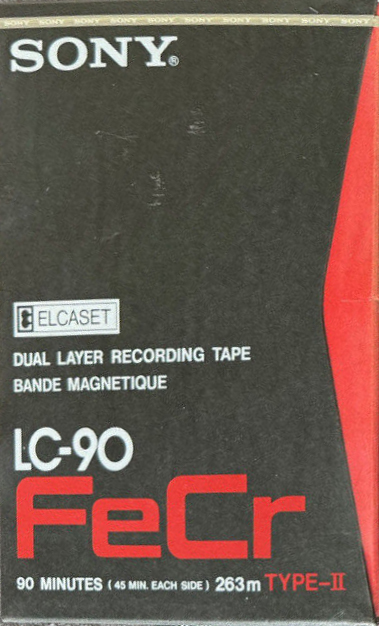 SONY SONY SONY SONY SONY SONY SONY SONY SONY SONY
SONY®
ELCASET
DUAL LAYER RECORDING TAPE
BANDE MAGNETIQUE
LC-90
FeCr
90 MINUTES ( 45 MIN. EACH SIDE ) 263m TYPE-II